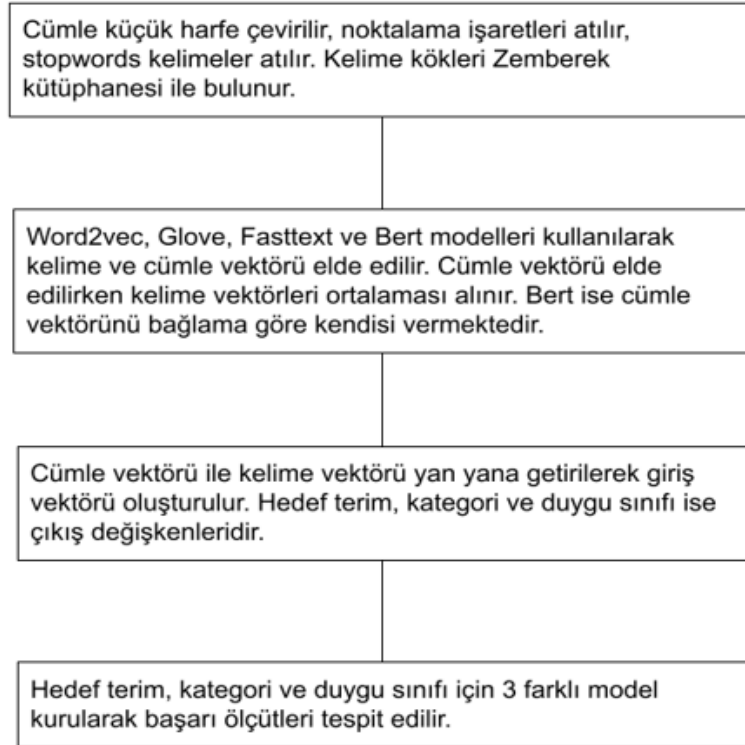 Cümle küçük harfe çevirilir, noktalama işaretleri atılır,
stopwords kelimeler atılır. Kelime kökleri Zemberek
kütüphanesi ile bulunur.
Word2vec, Glove, Fasttext ve Bert modelleri kullanılarak
kelime ve cümle vektörü elde edilir. Cümle vektörü elde
edilirken kelime vektörleri ortalaması alınır. Bert ise cümle
vektörünü bağlama göre kendisi vermektedir.
Cümle vektörü ile kelime vektörü yan yana getirilerek giriş
vektörü oluşturulur. Hedef terim, kategori ve duygu sınıfı ise
çıkış değişkenleridir.
Hedef terim, kategori ve duygu sınıfı için 3 farklı model
kurularak başarı ölçütleri tespit edilir.